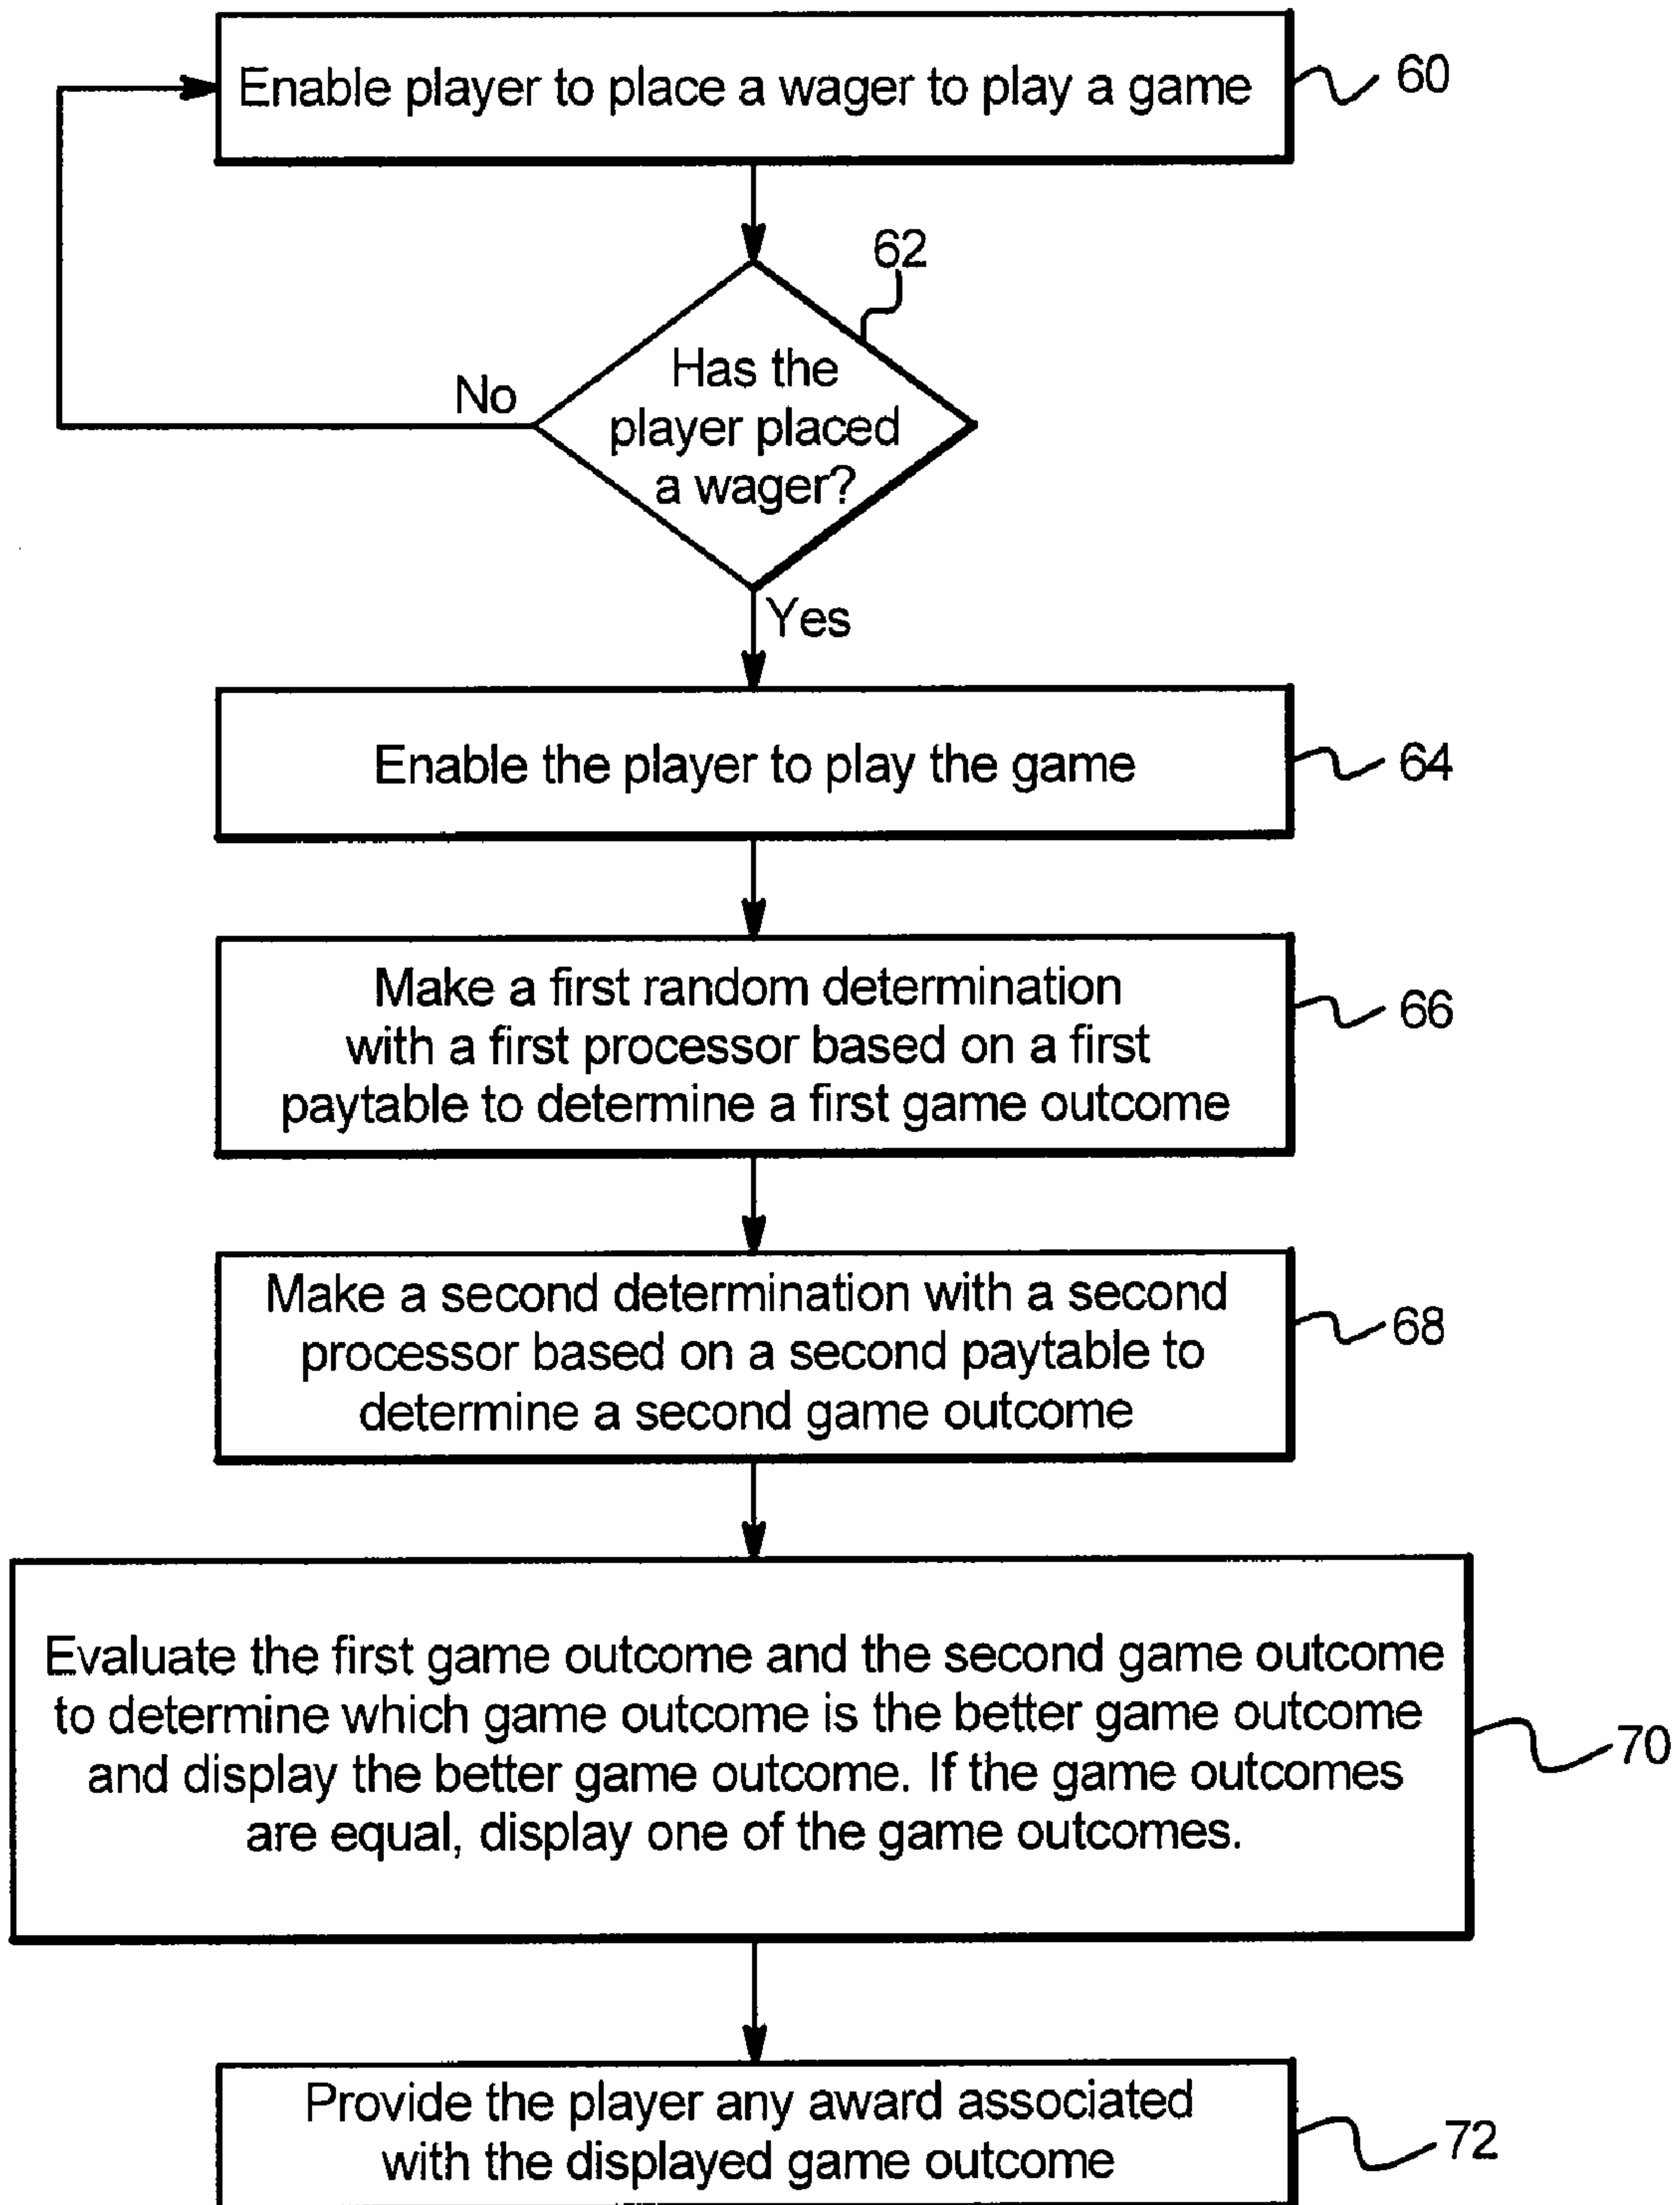 Enable player to place a wager to play a game
60
62
Has the
player placed
a wager?
No
Yes
Enable the player to play the game
64
Make a first random determination
with a first processor based on a first
paytable to determine a first game outcome
66
Make a second determination with a second
processor based on a second paytable to
determine a second game outcome
68
Evaluate the first game outcome and the second game outcome
to determine which game outcome is the better game outcome
and display the better game outcome. If the game outcomes
are equal, display one of the game outcomes.
70
Provide the player any award associated
with the displayed game outcome
72